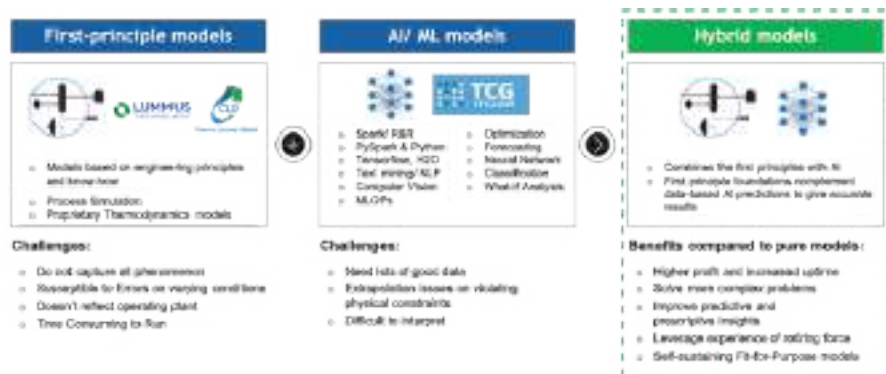 First-principle models
LUMMUS
Models based on engineering principles
and know-how
Process Simulation
Proprietary Thermodynamics models
Challenges:
Do not capture all phenomenon
Susceptible to Errors on varying conditions
Doesn't reflect operating plant
Time Consuming to Run
AI/ ML models
TCG
Spark/ R&R
PySpark & Python
Tensorflow, H2O
Text mining/ NLP
Computer Vision
MLOPs
Optimization
Forecasting
Neural Network
Classification
What-if Analysis
Challenges:
Need lots of good data
Extrapolation issues on violating
physical constraints
Difficult to interpret
Hybrid models
Combines the first principles with AI
First principle foundations complement
data-based AI predictions to give accurate
results
Benefits compared to pure models:
Higher profit and increased uptime
Solve more complex problems
Improve predictive and
prescriptive insights
Leverage experience of retiring force
Self-sustaining Fit-for-Purpose models